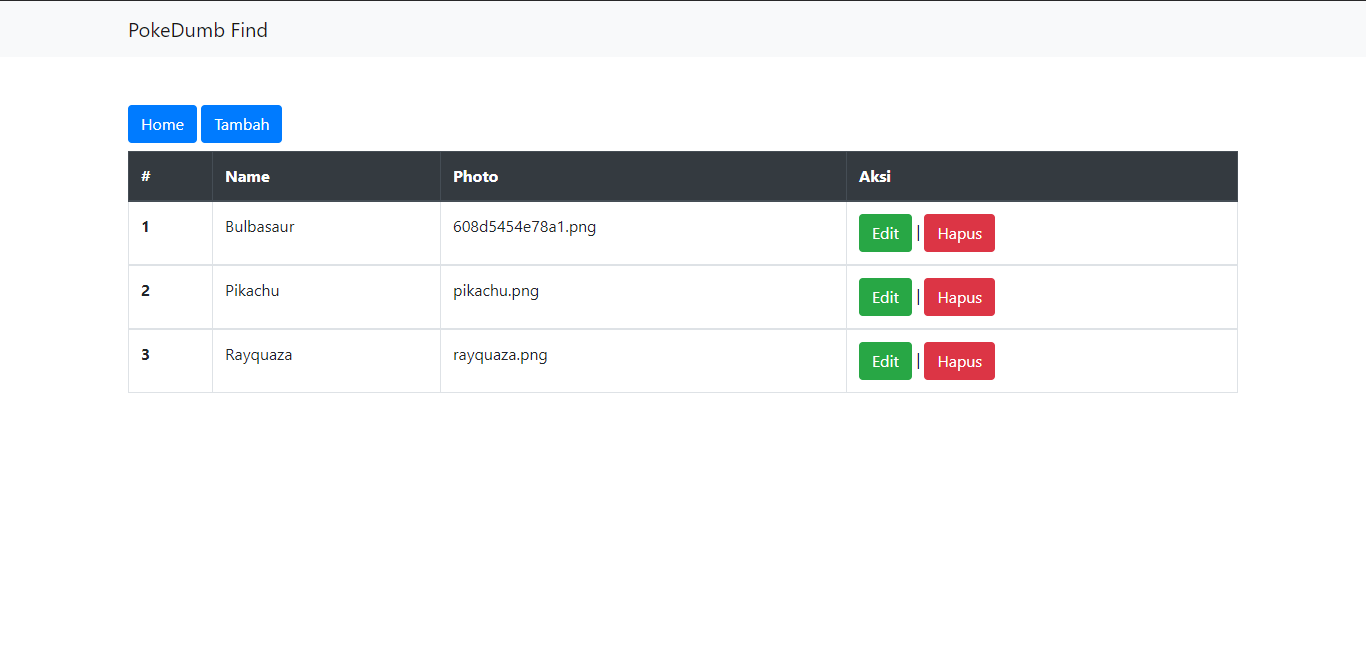 PokeDumb Find
Home Tambah
# Name Photo Aksi
1 Bulbasaur 608d5454e78a1.png Edit | Hapus
2 Pikachu pikachu.png Edit | Hapus
3 Rayquaza rayquaza.png Edit | Hapus